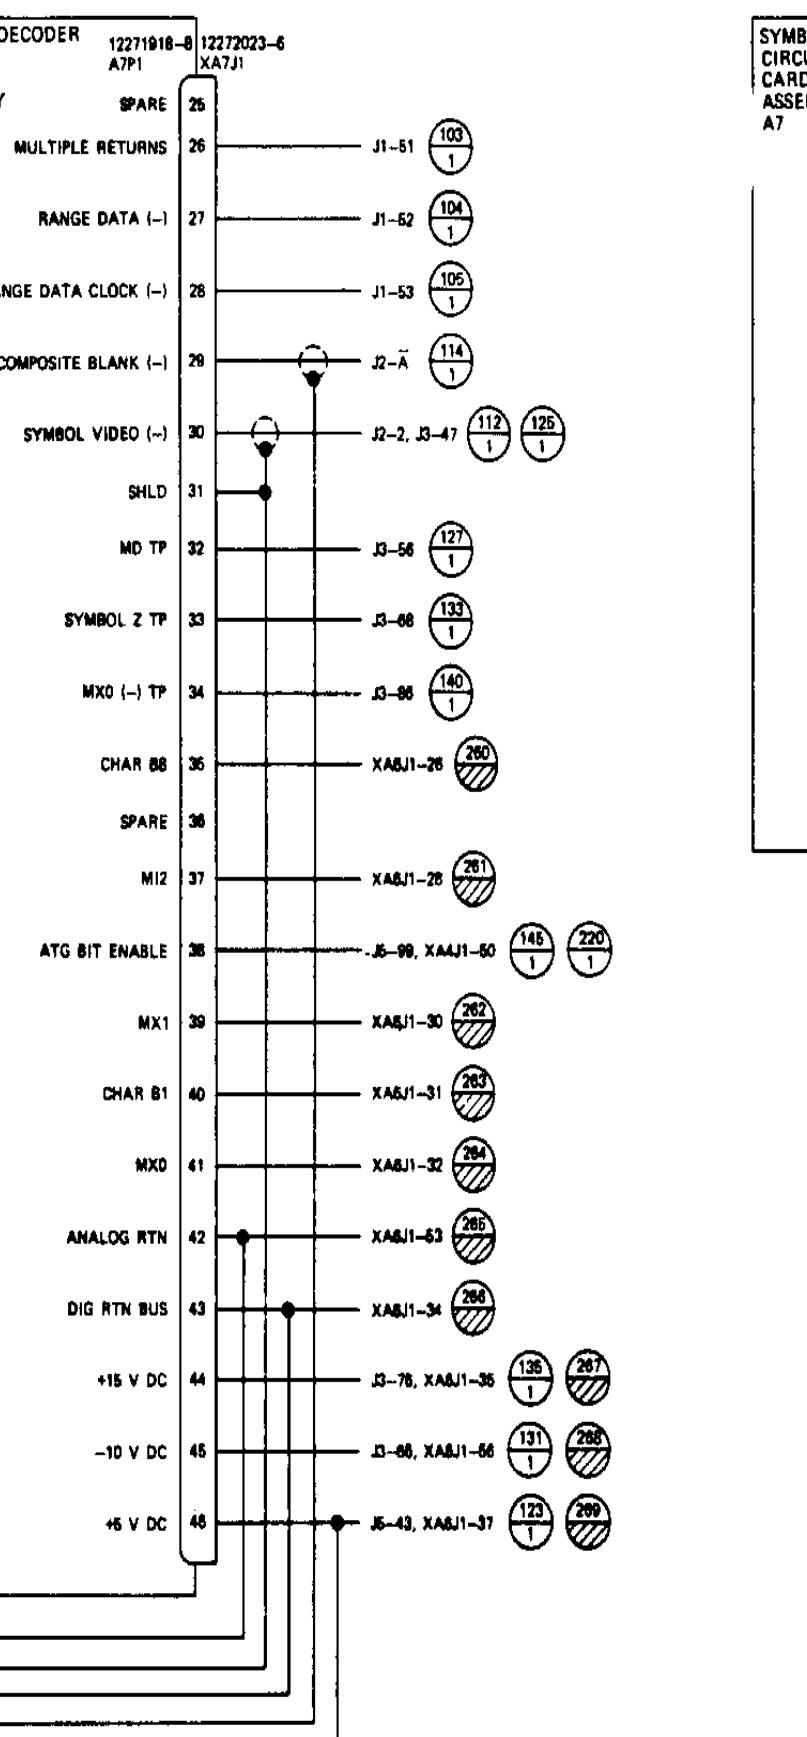 DECODER
12271918-8 12272023-6
A7P1 XA7J1
SPARE 25
Y
MULTIPLE RETURNS 26 J1-51 103 1
RANGE DATA (-) 27 J1-52 104 1
NGE DATA CLOCK (-) 28 J1-53 105 1
COMPOSITE BLANK (-) 29 J2-Ā 114 1
SYMBOL VIDEO (~) 30 J2-2, J3-47 112 1 125 1
SHLD 31
MD TP 32 J3-56 127 1
SYMBOL Z TP 33 133 1
MX0 (-) TP 34 140 1
CHAR 35 260
SPARE 36
MI2 37 261
ATG BIT ENABLE 38 145 1 220 1
MX1 39 XA6J1-30 262
CHAR B1 40 XA6J1-31 263
MX0 41 XA6J1-32 264
ANALOG RTN 42 265
DIG RTN BUS 43 XA6J1-34 266
+15 V DC 44 135 1 267
-10 V DC 45 131 1 268
+5 V DC 46 XA6J1-37 123 1 269
SYMB
CIRCU
CARD
ASSE
A7